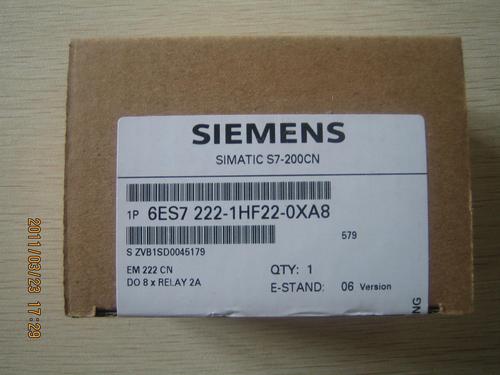 SIEMENS
SIMATIC S7-200CN
1P 6ES7 222-1HF22-0XA8
579
S ZVB1SD0045179
EM 222 CN
DO 8 x RELAY 2A
QTY: 1
E-STAND: 06 Version
NG
2011/03/23 17:29